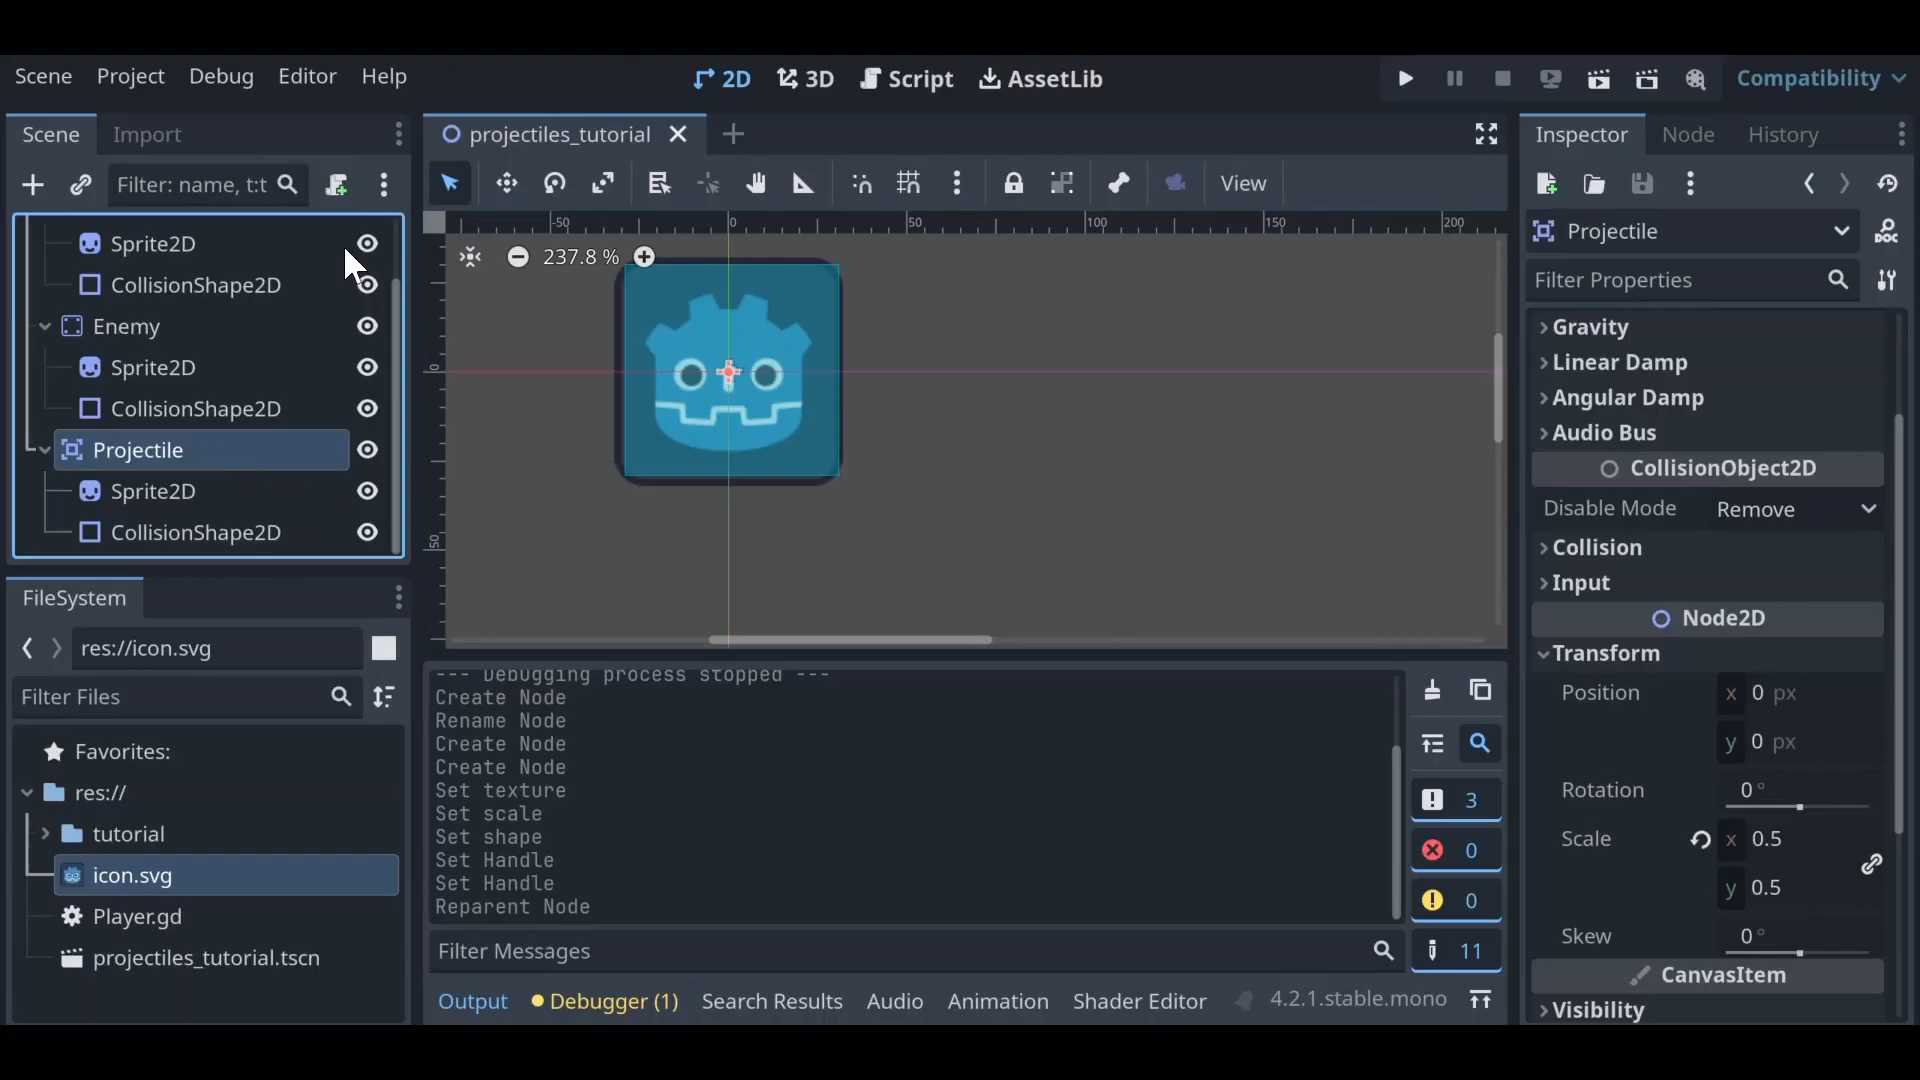 Scene Project Debug Editor Help
2D 3D Script AssetLib
Compatibility
Scene Import
Filter: name, t:t
Sprite2D
CollisionShape2D
Enemy
Sprite2D
CollisionShape2D
Projectile
Sprite2D
CollisionShape2D
FileSystem
res://icon.svg
Filter Files
Favorites:
res://
tutorial
icon.svg
Player.gd
projectiles_tutorial.tscn
projectiles_tutorial
View
-50 0 50 100 150 200
237.8 %
0
50
--- Debugging process stopped ---
Create Node
Rename Node
Create Node
Create Node
Set texture
Set scale
Set shape
Set Handle
Set Handle
Reparent Node
3
0
0
11
Filter Messages
Output Debugger (1) Search Results Audio Animation Shader Editor 4.2.1.stable.mono
Inspector Node History
Projectile
DOC
Filter Properties
Gravity
Linear Damp
Angular Damp
Audio Bus
CollisionObject2D
Disable Mode Remove
Collision
Input
Node2D
Transform
Position x 0 px
y 0 px
Rotation 0 °
Scale x 0.5
y 0.5
Skew 0 °
CanvasItem
Visibility